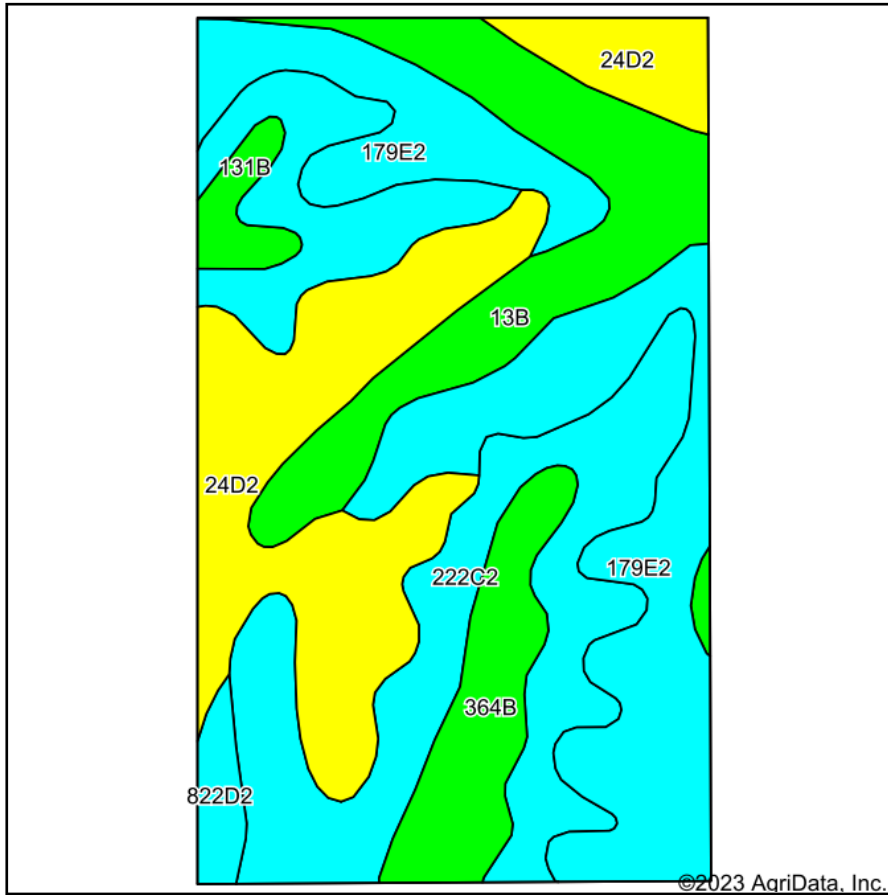 24D2
179E2
131B
13B
24D2
222C2
179E2
364B
822D2
©2023 AgriData, Inc.